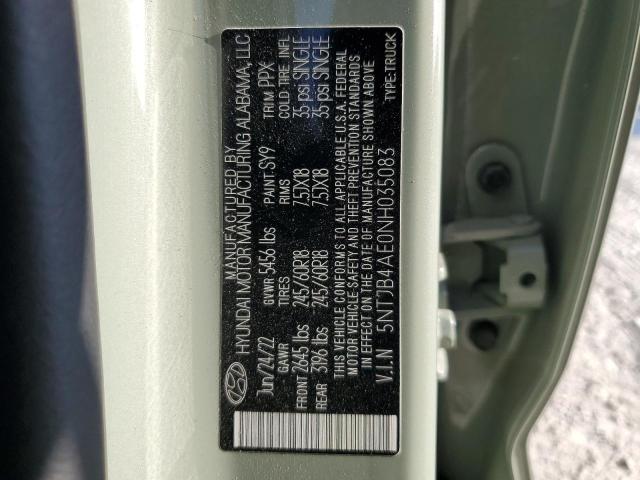 MANUFACTURED BY
HYUNDAI MOTOR MANUFACTURING ALABAMA, LLC
Jun/24/22 GVWR 5456 lbs PAINT: SY9 TRIM: PPX
GAWR TIRES RIMS COLD TIRE INFL
FRONT 2645 lbs 245/60R18 7.5JX18 35 psi SINGLE
REAR 3196 lbs 245/60R18 7.5JX18 35 psi SINGLE
THIS VEHICLE CONFORMS TO ALL APPLICABLE U.S.A. FEDERAL
MOTOR VEHICLE SAFETY AND THEFT PREVENTION STANDARDS
IN EFFECT ON THE DATE OF MANUFACTURE SHOWN ABOVE
V.I.N 5NTJB4AE0NH035083 TYPE:TRUCK